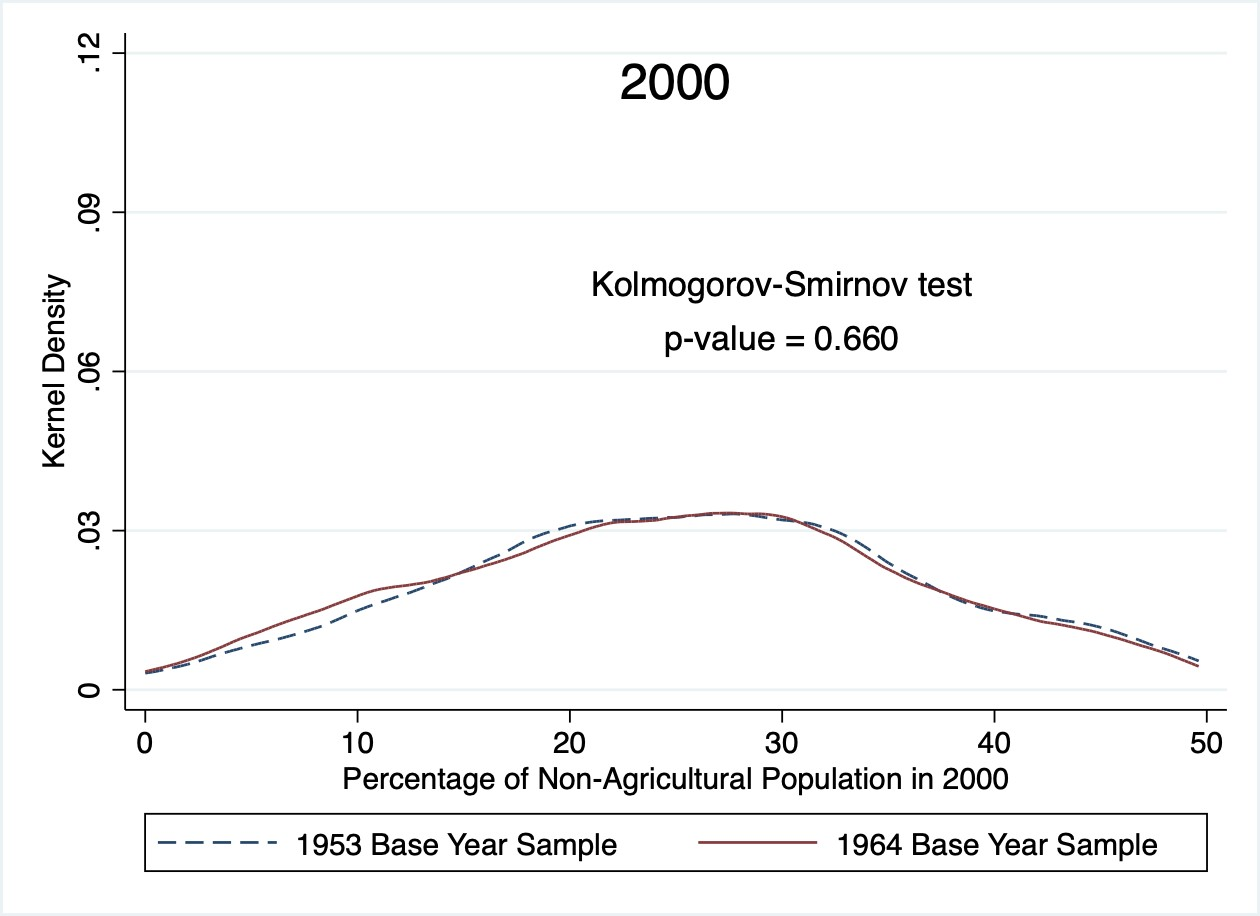 2000
Kolmogorov-Smirnov test
p-value = 0.660
Kernel Density
.12
.09
.06
.03
0
0 10 20 30 40 50
Percentage of Non-Agricultural Population in 2000
1953 Base Year Sample 1964 Base Year Sample